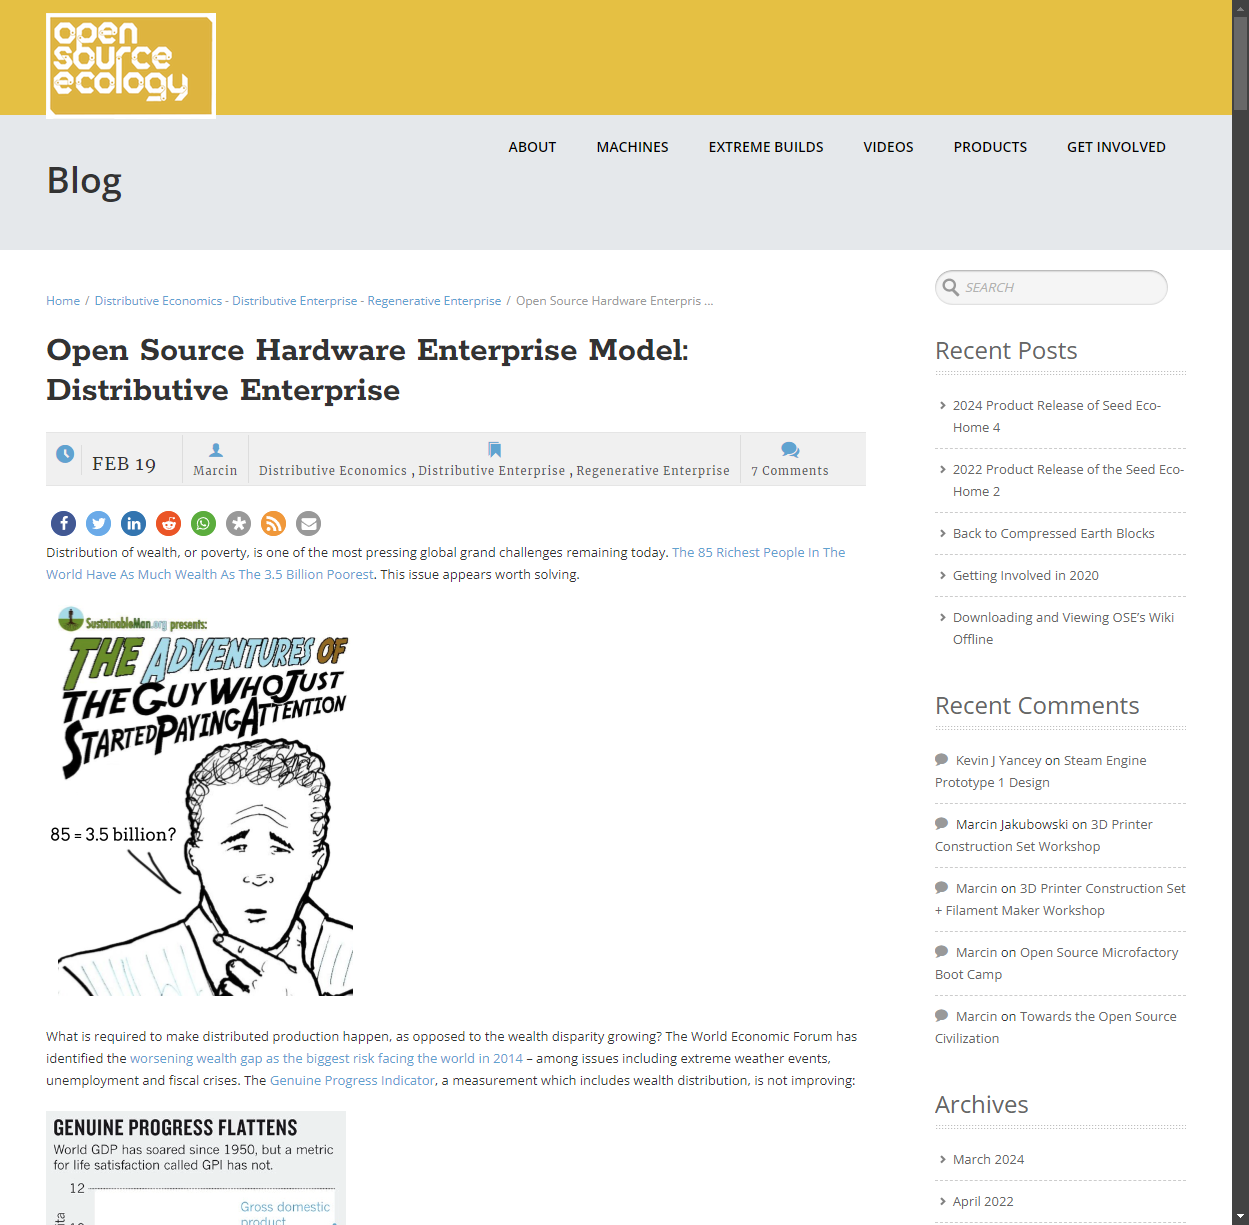 open
source
ecology
ABOUT MACHINES EXTREME BUILDS VIDEOS PRODUCTS GET INVOLVED
Blog
Home / Distributive Economics - Distributive Enterprise - Regenerative Enterprise / Open Source Hardware Enterpris ...
Open Source Hardware Enterprise Model:
Distributive Enterprise
FEB 19
Marcin
Distributive Economics , Distributive Enterprise , Regenerative Enterprise
7 Comments
Distribution of wealth, or poverty, is one of the most pressing global grand challenges remaining today. The 85 Richest People In The
World Have As Much Wealth As The 3.5 Billion Poorest. This issue appears worth solving.
SustainableMan.org presents:
THE ADVENTURES OF
THE GUY WHO JUST
STARTED PAYING ATTENTION
85 = 3.5 billion?
What is required to make distributed production happen, as opposed to the wealth disparity growing? The World Economic Forum has
identified the worsening wealth gap as the biggest risk facing the world in 2014 – among issues including extreme weather events,
unemployment and fiscal crises. The Genuine Progress Indicator, a measurement which includes wealth distribution, is not improving:
GENUINE PROGRESS FLATTENS
World GDP has soared since 1950, but a metric
for life satisfaction called GPI has not.
12
Gross domestic
product
SEARCH
Recent Posts
2024 Product Release of Seed Eco-
Home 4
2022 Product Release of the Seed Eco-
Home 2
Back to Compressed Earth Blocks
Getting Involved in 2020
Downloading and Viewing OSE's Wiki
Offline
Recent Comments
Kevin J Yancey on Steam Engine
Prototype 1 Design
Marcin Jakubowski on 3D Printer
Construction Set Workshop
Marcin on 3D Printer Construction Set
+ Filament Maker Workshop
Marcin on Open Source Microfactory
Boot Camp
Marcin on Towards the Open Source
Civilization
Archives
March 2024
April 2022